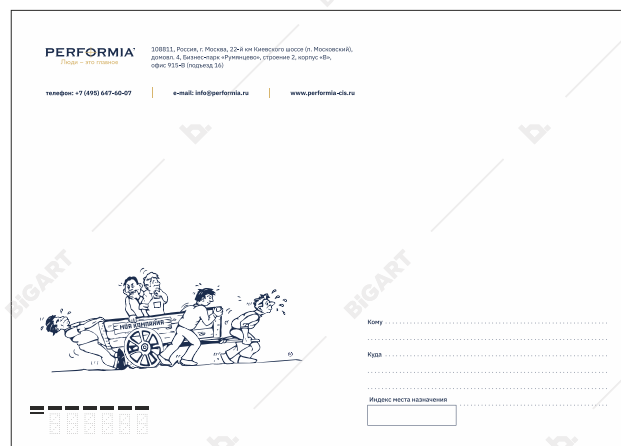 PERFORMIA
Люди – это главное
108811, Россия, г. Москва, 22-й км Киевского шоссе (п. Московский),
домовл. 4, Бизнес-парк «Румянцево», строение 2, корпус «В»,
офис 915-В (подъезд 16)
телефон: +7 (495) 647-60-07
e-mail: info@performia.ru
www.performia-cis.ru
BiGART
BiGART
МОЯ КОМПАНИЯ
Кому
Куда
Индекс места назначения